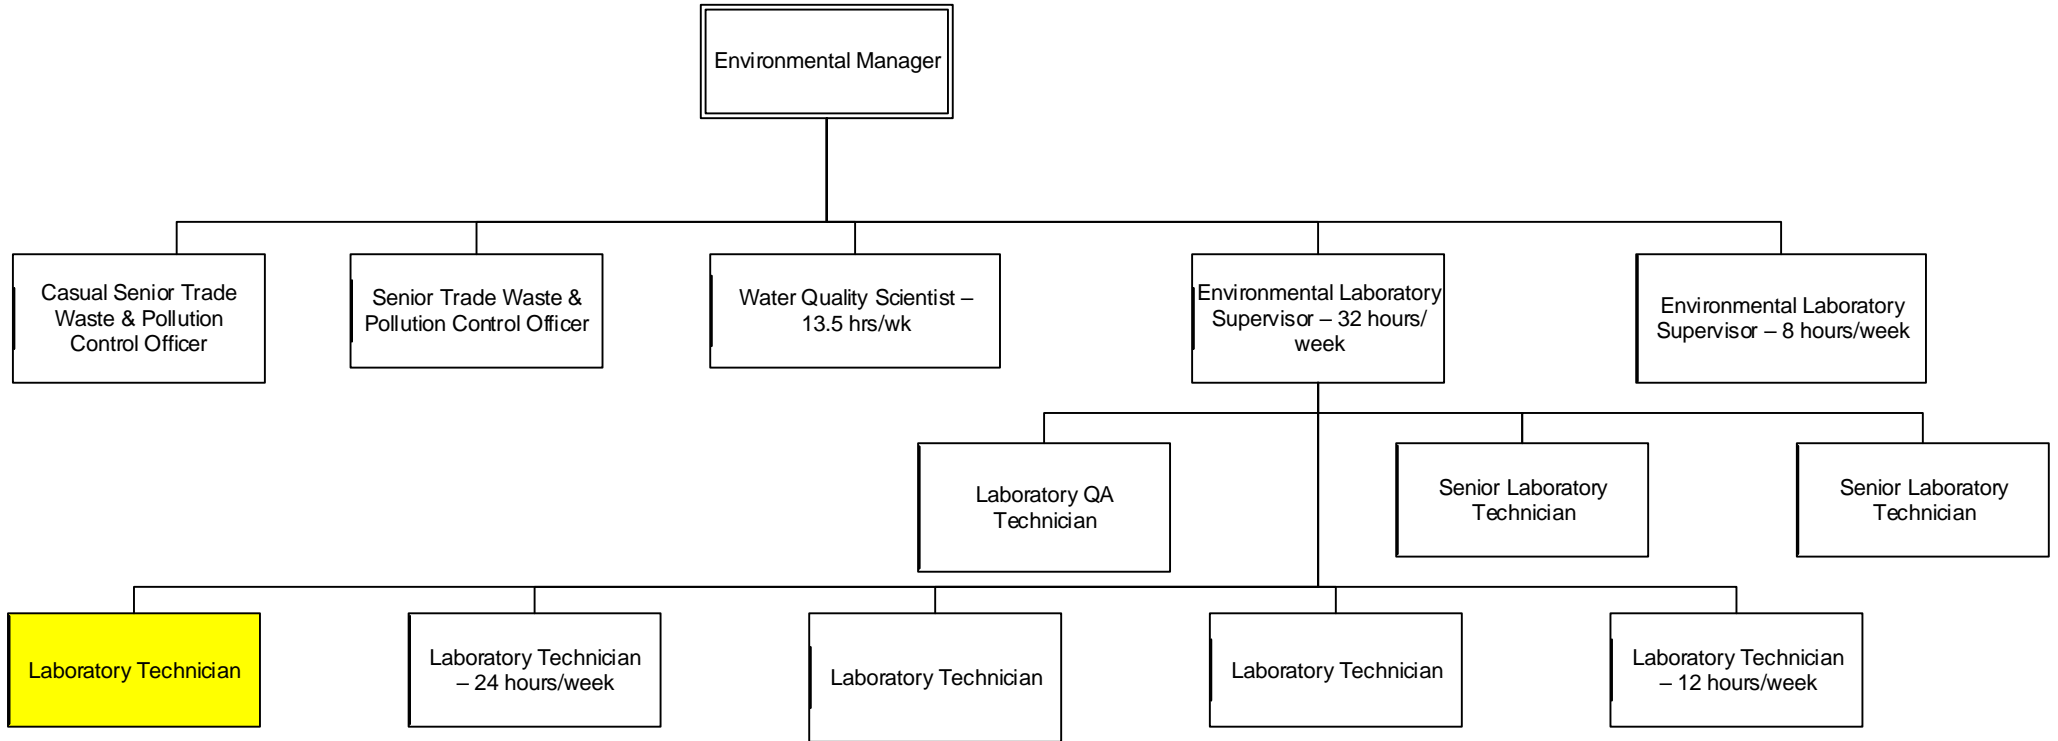 Environmental Manager
Casual Senior Trade
Waste & Pollution
Control Officer
Senior Trade Waste &
Pollution Control Officer
Water Quality Scientist –
13.5 hrs/wk
Environmental Laboratory
Supervisor – 32 hours/
week
Environmental Laboratory
Supervisor – 8 hours/week
Laboratory QA
Technician
Senior Laboratory
Technician
Senior Laboratory
Technician
Laboratory Technician
Laboratory Technician
– 24 hours/week
Laboratory Technician
Laboratory Technician
Laboratory Technician
– 12 hours/week